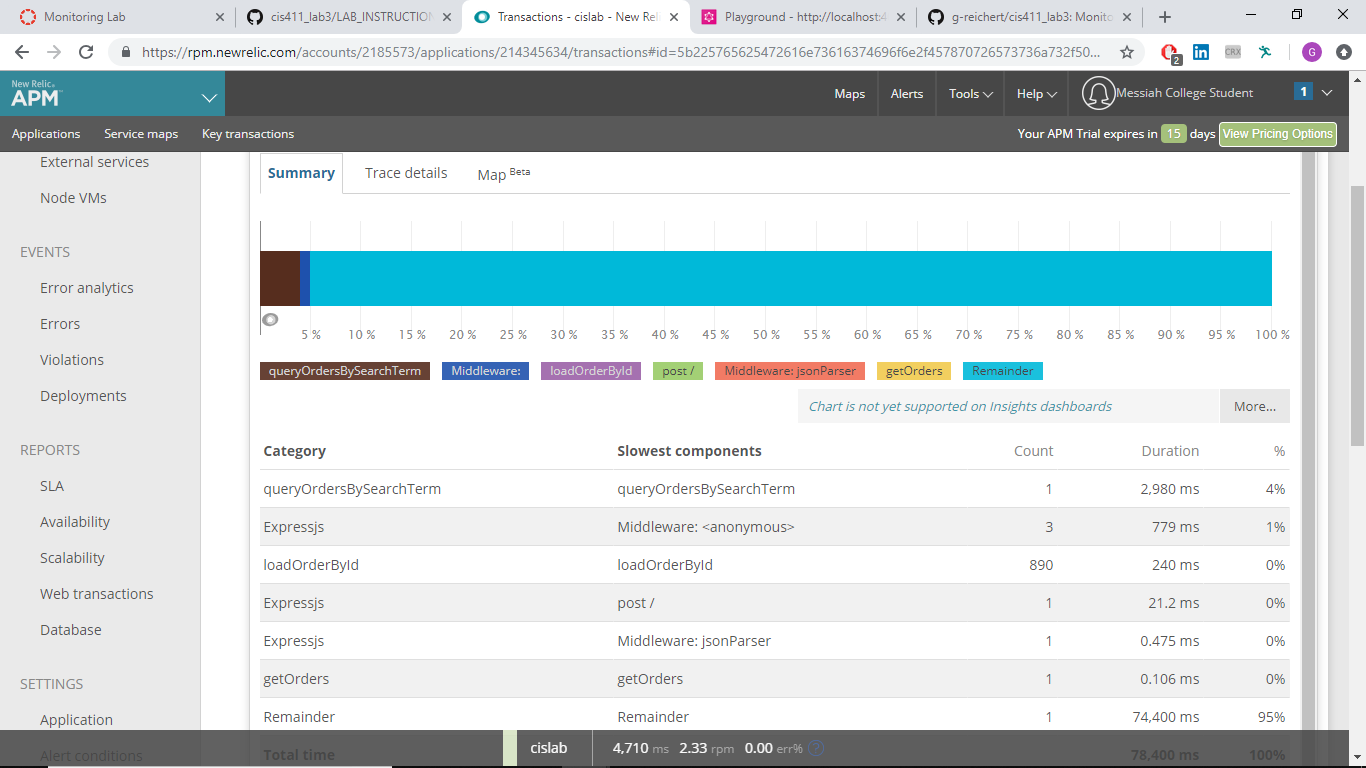 Monitoring Lab
cis411_lab3/LAB_INSTRUCTION
Transactions - cislab - New Reli
Playground - http://localhost:4
g-reichert/cis411_lab3: Monito
https://rpm.newrelic.com/accounts/2185573/applications/214345634/transactions#id=5b225765625472616e73616374696f6e2f457870726573736a732f50...
2
CRX
G
New Relic
APM
Maps
Alerts
Tools
Help
Messiah College Student
1
Applications
Service maps
Key transactions
Your APM Trial expires in 15 days
View Pricing Options
External services
Node VMs
EVENTS
Error analytics
Errors
Violations
Deployments
REPORTS
SLA
Availability
Scalability
Web transactions
Database
SETTINGS
Application
Alert conditions
Summary
Trace details
Map Beta
5 % 10 % 15 % 20 % 25 % 30 % 35 % 40 % 45 % 50 % 55 % 60 % 65 % 70 % 75 % 80 % 85 % 90 % 95 % 100 %
queryOrdersBySearchTerm Middleware: loadOrderById post / Middleware: jsonParser getOrders Remainder
Chart is not yet supported on Insights dashboards
More...
Category Slowest components Count Duration %
queryOrdersBySearchTerm queryOrdersBySearchTerm 1 2,980 ms 4%
Expressjs Middleware: <anonymous> 3 779 ms 1%
loadOrderById loadOrderById 890 240 ms 0%
Expressjs post / 1 21.2 ms 0%
Expressjs Middleware: jsonParser 1 0.475 ms 0%
getOrders getOrders 1 0.106 ms 0%
Remainder Remainder 1 74,400 ms 95%
Total time 78,400 ms 100%
cislab 4,710 ms 2.33 rpm 0.00 err% ?